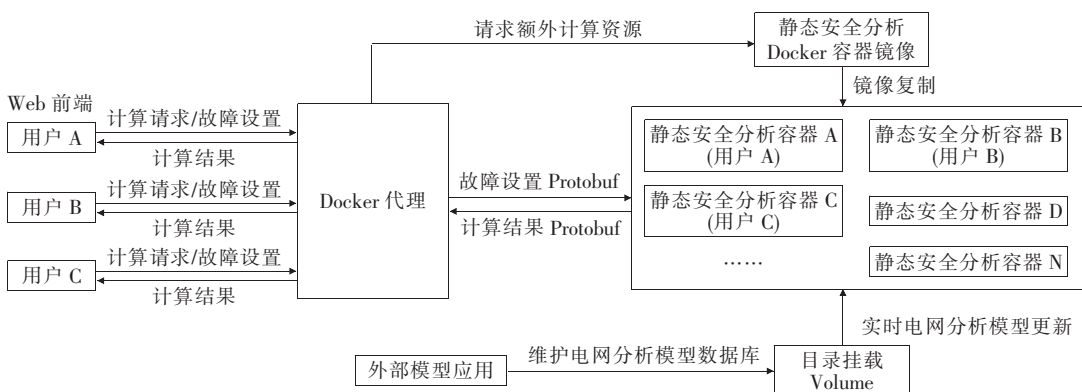 请求额外计算资源
静态安全分析
Docker 容器镜像
镜像复制
Web 前端
用户 A
计算请求/故障设置
计算结果
用户 B
计算请求/故障设置
计算结果
用户 C
计算请求/故障设置
计算结果
Docker 代理
故障设置 Protobuf
计算结果 Protobuf
静态安全分析容器 A
(用户 A)
静态安全分析容器 B
(用户 B)
静态安全分析容器 C
(用户 C)
静态安全分析容器 D
……
静态安全分析容器 N
实时电网分析模型更新
外部模型应用
维护电网分析模型数据库
目录挂载
Volume